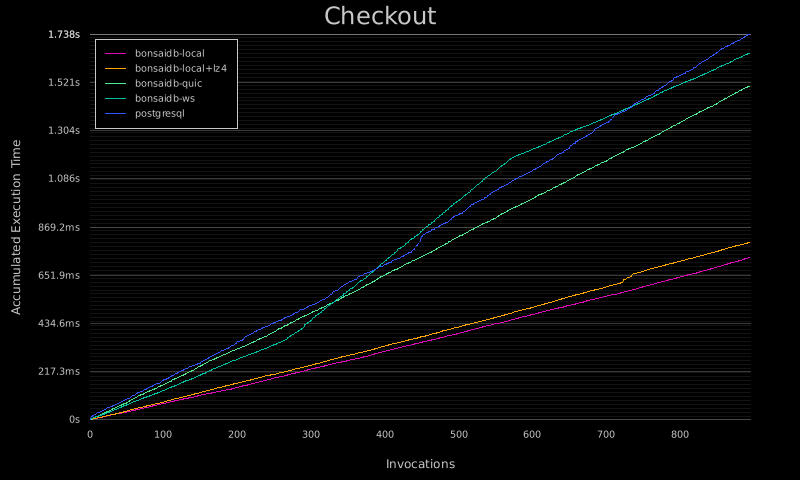 Checkout
1.738s
1.521s
1.304s
1.086s
869.2ms
651.9ms
434.6ms
217.3ms
0s
bonsaidb-local
bonsaidb-local+lz4
bonsaidb-quic
bonsaidb-ws
postgresql
Accumulated Execution Time
0 100 200 300 400 500 600 700 800
Invocations